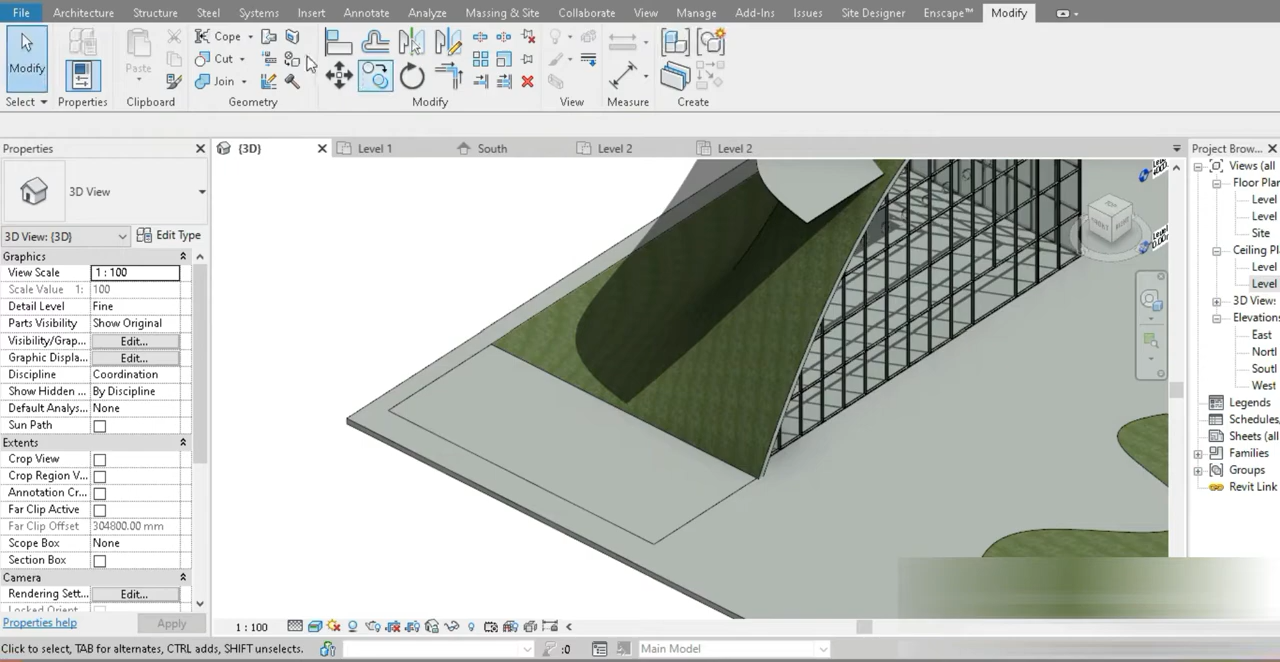 File Architecture Structure Steel Systems Insert Annotate Analyze Massing & Site Collaborate View Manage Add-Ins Issues Site Designer Enscape™ Modify
Modify
Cope
Cut
Join
Paste
Select Properties Clipboard Geometry Modify View Measure Create
Properties
{3D}
Level 1
South
Level 2
Level 2
Project Brow...
3D View
3D View: {3D}
Edit Type
Graphics
View Scale 1 : 100
Scale Value 1: 100
Detail Level Fine
Parts Visibility Show Original
Visibility/Grap... Edit...
Graphic Displa... Edit...
Discipline Coordination
Show Hidden ... By Discipline
Default Analys... None
Sun Path
Extents
Crop View
Crop Region V...
Annotation Cr...
Far Clip Active
Far Clip Offset 304800.00 mm
Scope Box None
Section Box
Camera
Rendering Sett... Edit...
Properties help
Apply
TOP
Views (all
Floor Plan
Level
Level
Site
Ceiling Pl
Level
Level
3D View:
Elevations
East
North
South
West
Legends
Schedules,
Sheets (all
Families
Groups
Revit Link
1 : 100
Click to select, TAB for alternates, CTRL adds, SHIFT unselects.
:0
Main Model